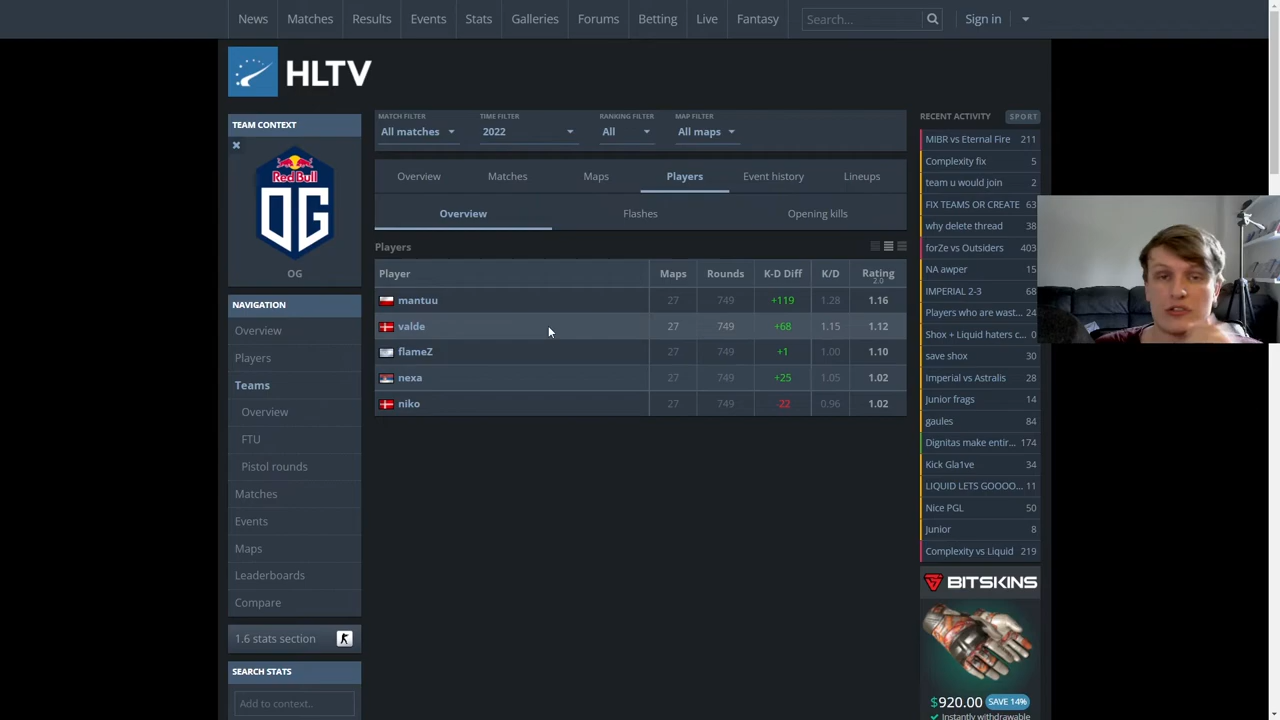 News Matches Results Events Stats Galleries Forums Betting Live Fantasy Search... Sign in
HLTV
TEAM CONTEXT
Red Bull
OG
OG
NAVIGATION
Overview
Players
Teams
Overview
FTU
Pistol rounds
Matches
Events
Maps
Leaderboards
Compare
1.6 stats section
SEARCH STATS
Add to context..
MATCH FILTER TIME FILTER RANKING FILTER MAP FILTER
All matches 2022 All All maps
Overview Matches Maps Players Event history Lineups
Overview Flashes Opening kills
Players
Player Maps Rounds K-D Diff K/D Rating 2.0
mantuu 27 749 +119 1.28 1.16
valde 27 749 +68 1.15 1.12
flameZ 27 749 +1 1.00 1.10
nexa 27 749 +25 1.05 1.02
niko 27 749 -22 0.96 1.02
RECENT ACTIVITY SPORT
MIBR vs Eternal Fire 211
Complexity fix 5
team u would join 2
FIX TEAMS OR CREATE 63
why delete thread 38
forZe vs Outsiders 403
NA awper 15
IMPERIAL 2-3 68
Players who are wast... 24
Shox + Liquid haters c... 0
save shox 30
Imperial vs Astralis 28
Junior frags 14
gaules 84
Dignitas make entir... 174
Kick Gla1ve 34
LIQUID LETS GOOOO... 11
Nice PGL 50
Junior 8
Complexity vs Liquid 219
BITSKINS
$920.00 SAVE 14%
Instantly withdrawable